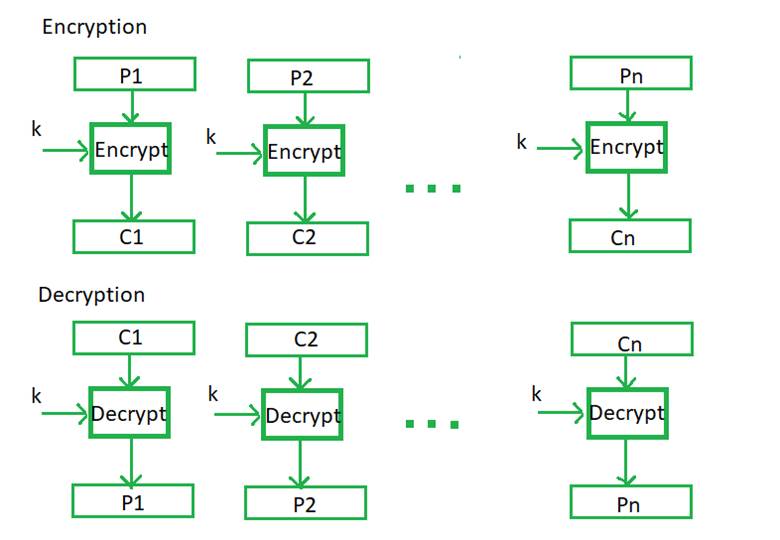 Encryption
P1 P2 Pn
k Encrypt k Encrypt k Encrypt
C1 C2 Cn
Decryption
C1 C2 Cn
k Decrypt k Decrypt k Decrypt
P1 P2 Pn